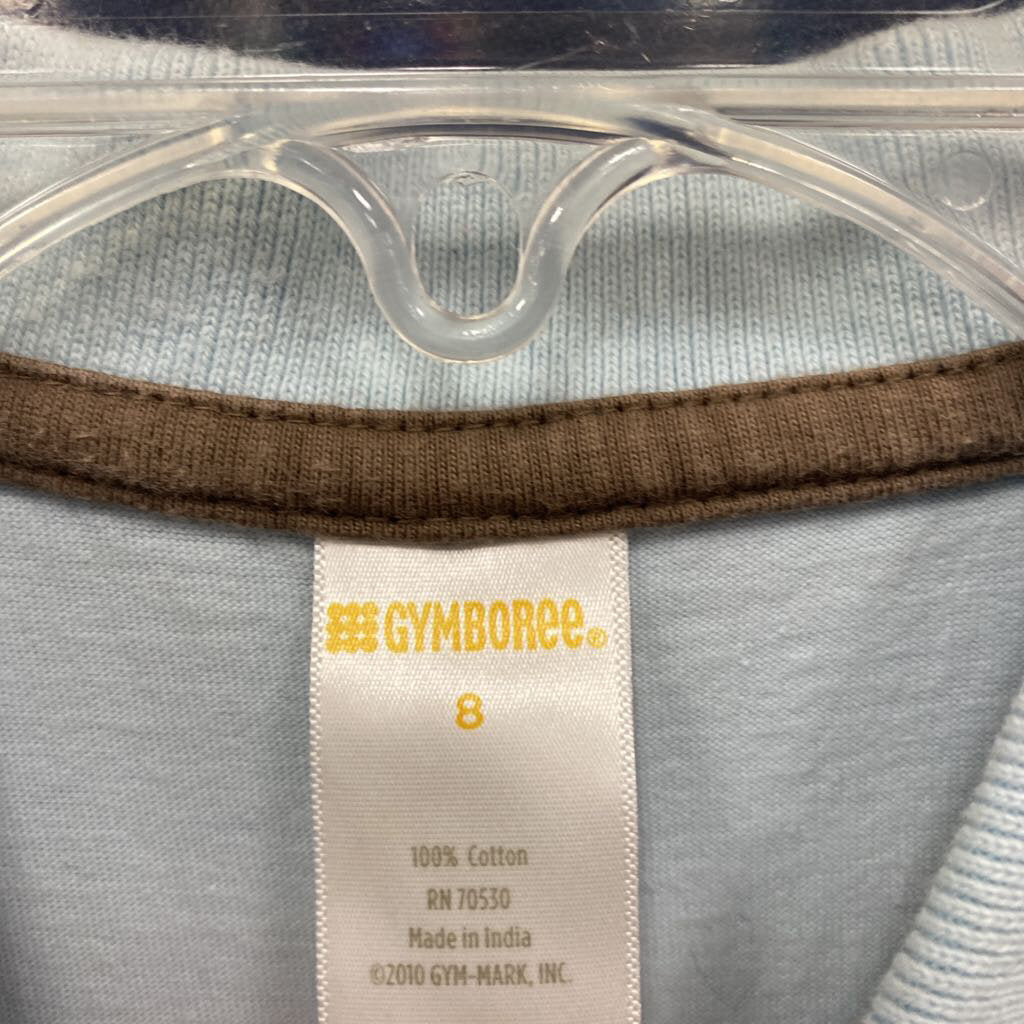 GYMBOREE®
8
100% Cotton
RN 70530
Made in India
©2010 GYM-MARK, INC.